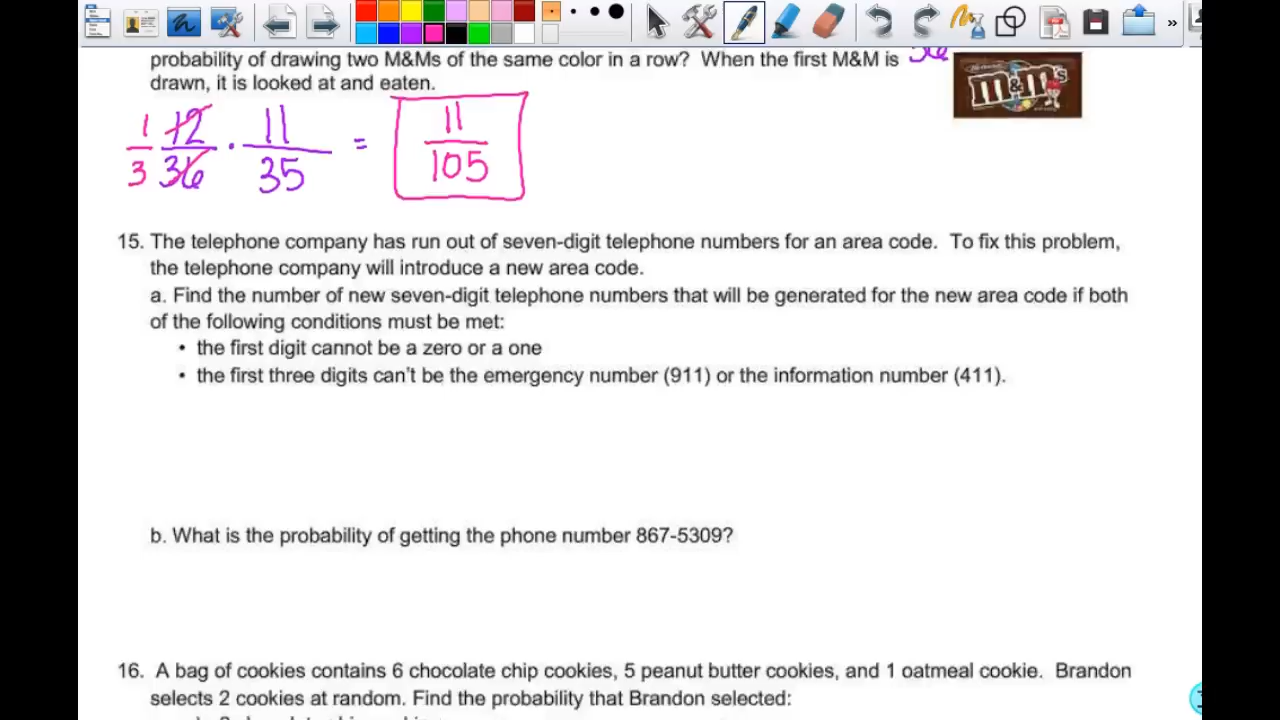 probability of drawing two M&Ms of the same color in a row? When the first M&M is
drawn, it is looked at and eaten.
m&m's
1/3 12/36 · 11/35 = 11/105
15. The telephone company has run out of seven-digit telephone numbers for an area code. To fix this problem,
the telephone company will introduce a new area code.
a. Find the number of new seven-digit telephone numbers that will be generated for the new area code if both
of the following conditions must be met:
• the first digit cannot be a zero or a one
• the first three digits can't be the emergency number (911) or the information number (411).
b. What is the probability of getting the phone number 867-5309?
16. A bag of cookies contains 6 chocolate chip cookies, 5 peanut butter cookies, and 1 oatmeal cookie. Brandon
selects 2 cookies at random. Find the probability that Brandon selected: